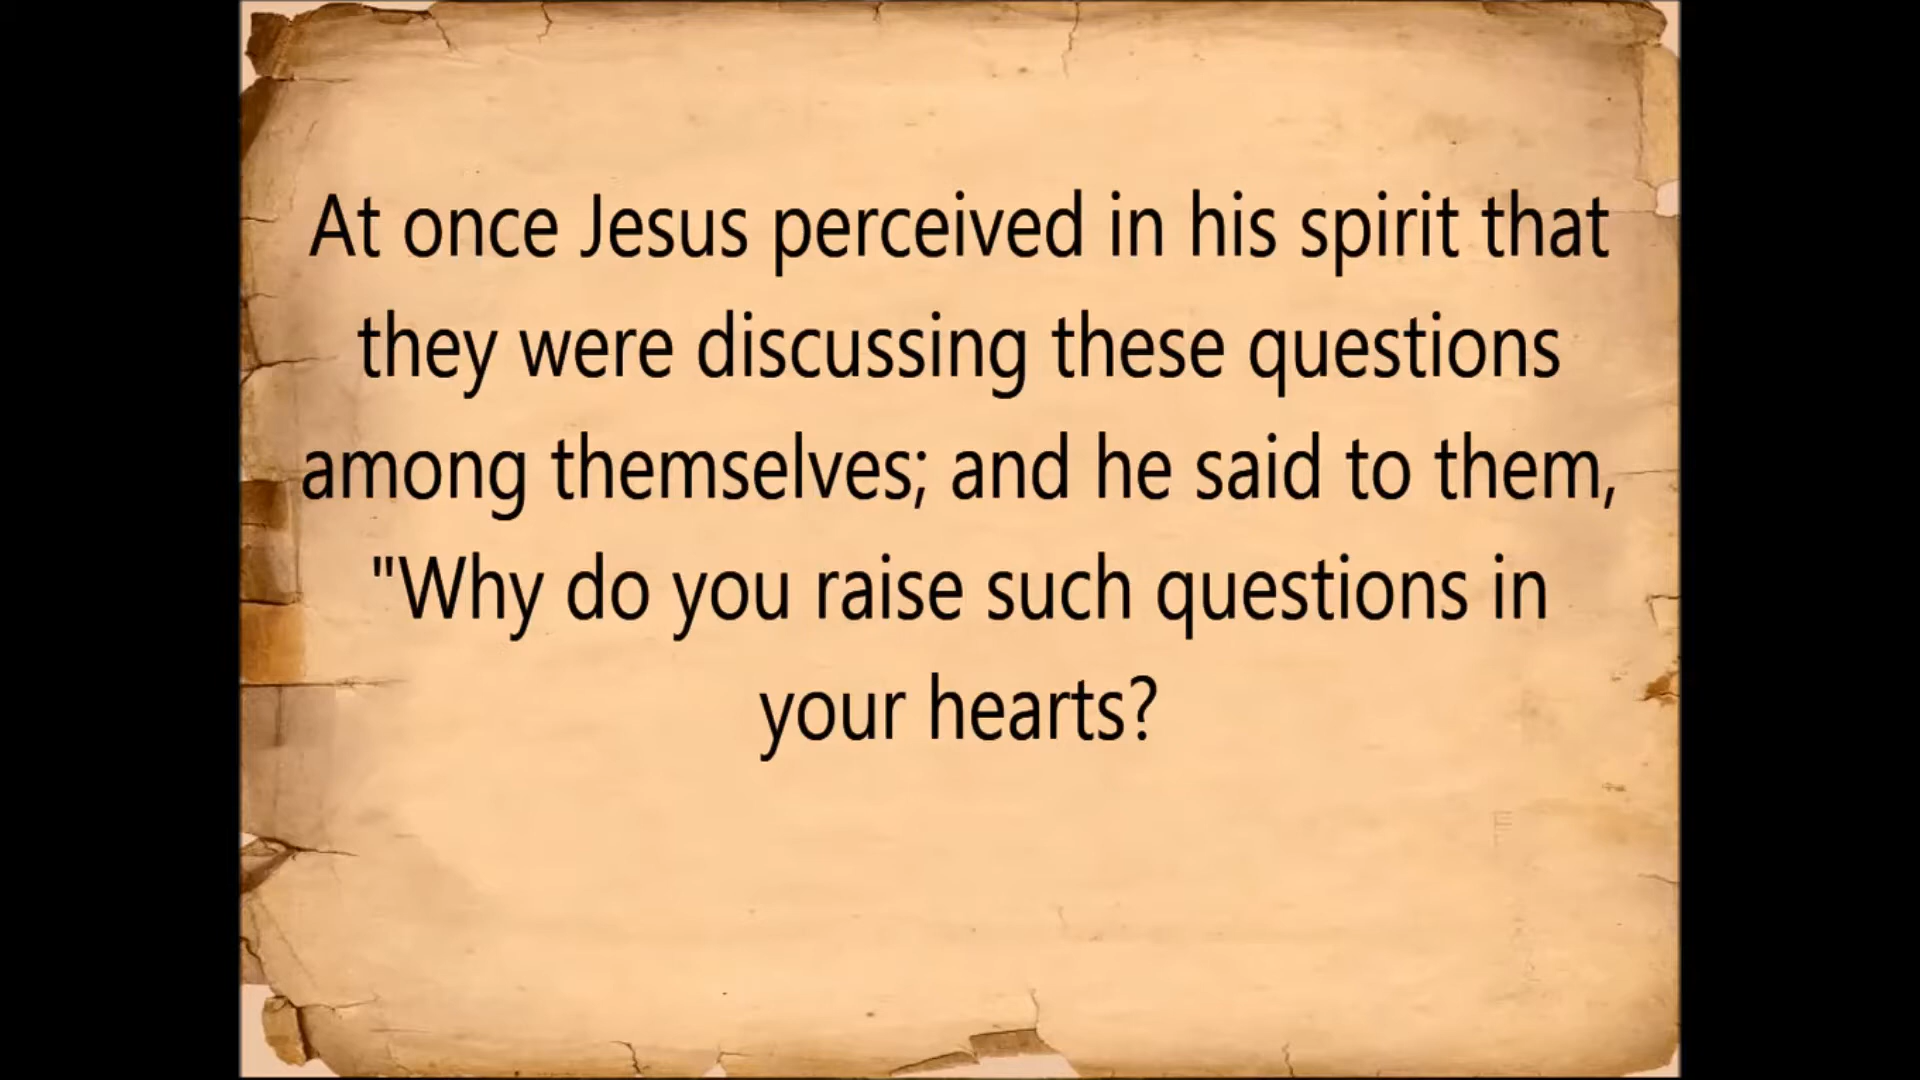 At once Jesus perceived in his spirit that
they were discussing these questions
among themselves; and he said to them,
"Why do you raise such questions in
your hearts?